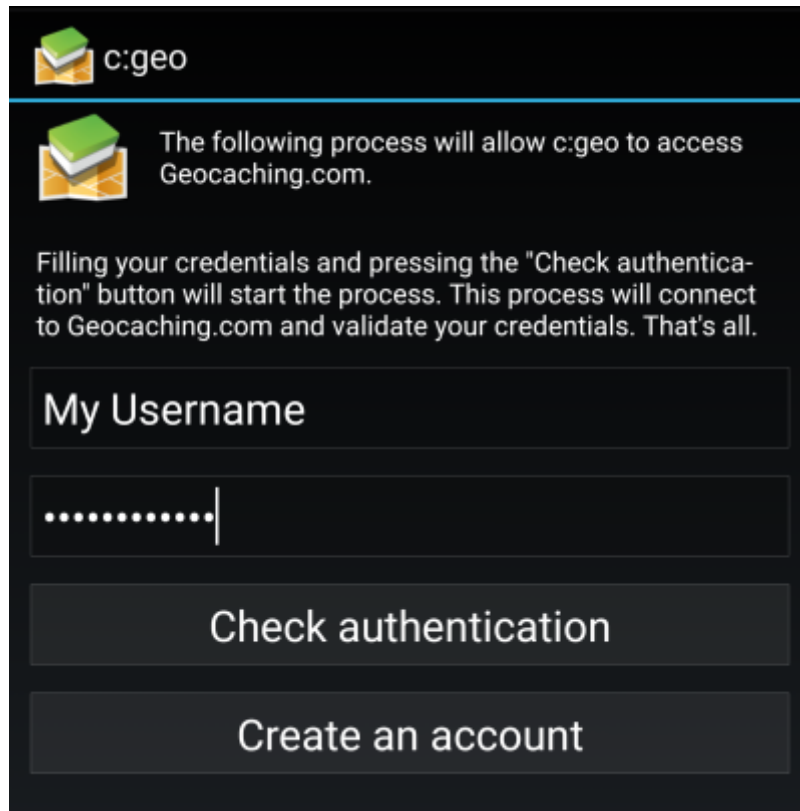 c:geo
The following process will allow c:geo to access
Geocaching.com.
Filling your credentials and pressing the "Check authentica-
tion" button will start the process. This process will connect
to Geocaching.com and validate your credentials. That's all.
My Username
••••••••••••
Check authentication
Create an account